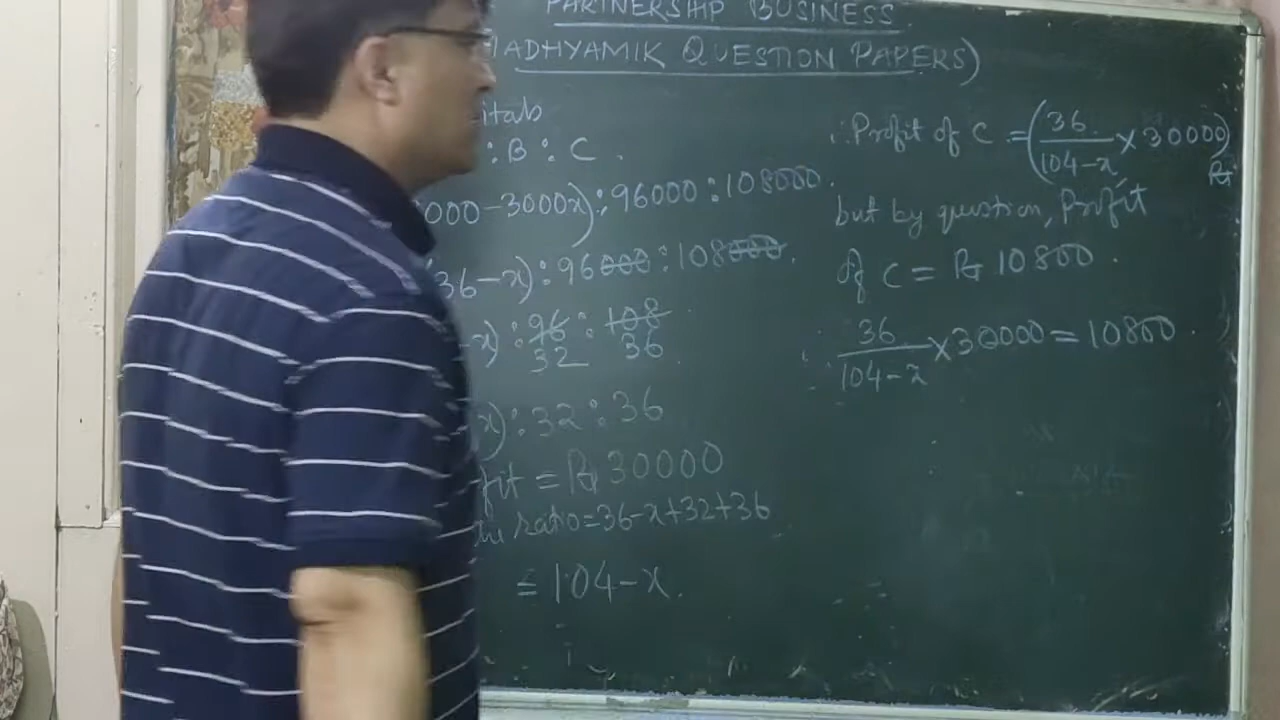 PARTNERSHIP BUSINESS
(MADHYAMIK QUESTION PAPERS)
: B : C.
000-3000x) : 96000 : 108000.
36-x) : 96000 : 108000.
x) : 96 : 108
32 36
x) : 32 : 36
= Rs 30000
ratio = 36-x+32+36
= 104-x.
∴ Profit of C = (36/104-x × 30000) Rs
but by question, Profit
of C = Rs 10800.
∴ 36/104-x × 30000 = 10800.